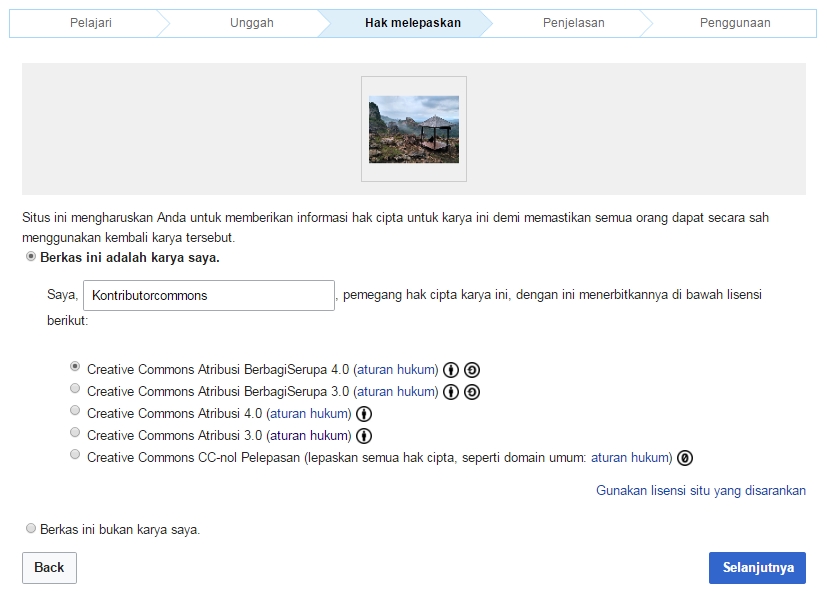 Pelajari Unggah Hak melepaskan Penjelasan Penggunaan
Situs ini mengharuskan Anda untuk memberikan informasi hak cipta untuk karya ini demi memastikan semua orang dapat secara sah
menggunakan kembali karya tersebut.
Berkas ini adalah karya saya.
Saya, Kontributorcommons , pemegang hak cipta karya ini, dengan ini menerbitkannya di bawah lisensi
berikut:
Creative Commons Atribusi BerbagiSerupa 4.0 (aturan hukum)
Creative Commons Atribusi BerbagiSerupa 3.0 (aturan hukum)
Creative Commons Atribusi 4.0 (aturan hukum)
Creative Commons Atribusi 3.0 (aturan hukum)
Creative Commons CC-nol Pelepasan (lepaskan semua hak cipta, seperti domain umum: aturan hukum)
Gunakan lisensi situ yang disarankan
Berkas ini bukan karya saya.
Back Selanjutnya